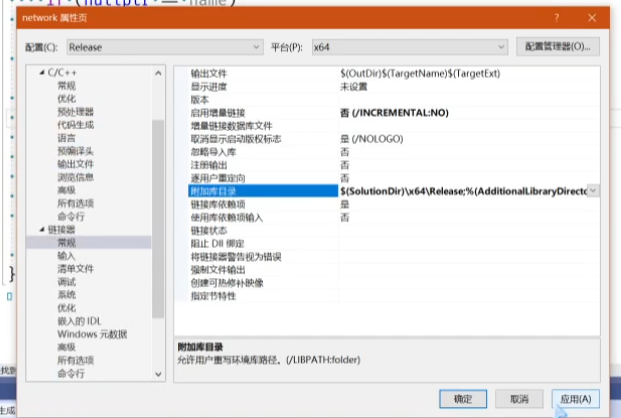 network 属性页
配置(C): Release 平台(P): x64 配置管理器(O)...
C/C++
常规
优化
预处理器
代码生成
语言
预编译头
输出文件
浏览信息
高级
所有选项
命令行
链接器
常规
输入
清单文件
调试
系统
优化
嵌入的 IDL
Windows 元数据
高级
所有选项
命令行
输出文件 $(OutDir)$(TargetName)$(TargetExt)
显示进度 未设置
版本
启用增量链接 否 (/INCREMENTAL:NO)
增量链接数据库文件
取消显示启动版权标志 是 (/NOLOGO)
忽略导入库 否
注册输出 否
逐用户重定向 否
附加库目录 $(SolutionDir)\x64\Release;%(AdditionalLibraryDirecto
链接库依赖项 是
使用库依赖项输入 否
链接状态
阻止 Dll 绑定
将链接器警告视为错误
强制文件输出
创建可热修补映像
指定节特性
附加库目录
允许用户重写环境库路径。(/LIBPATH:folder)
确定 取消 应用(A)
}